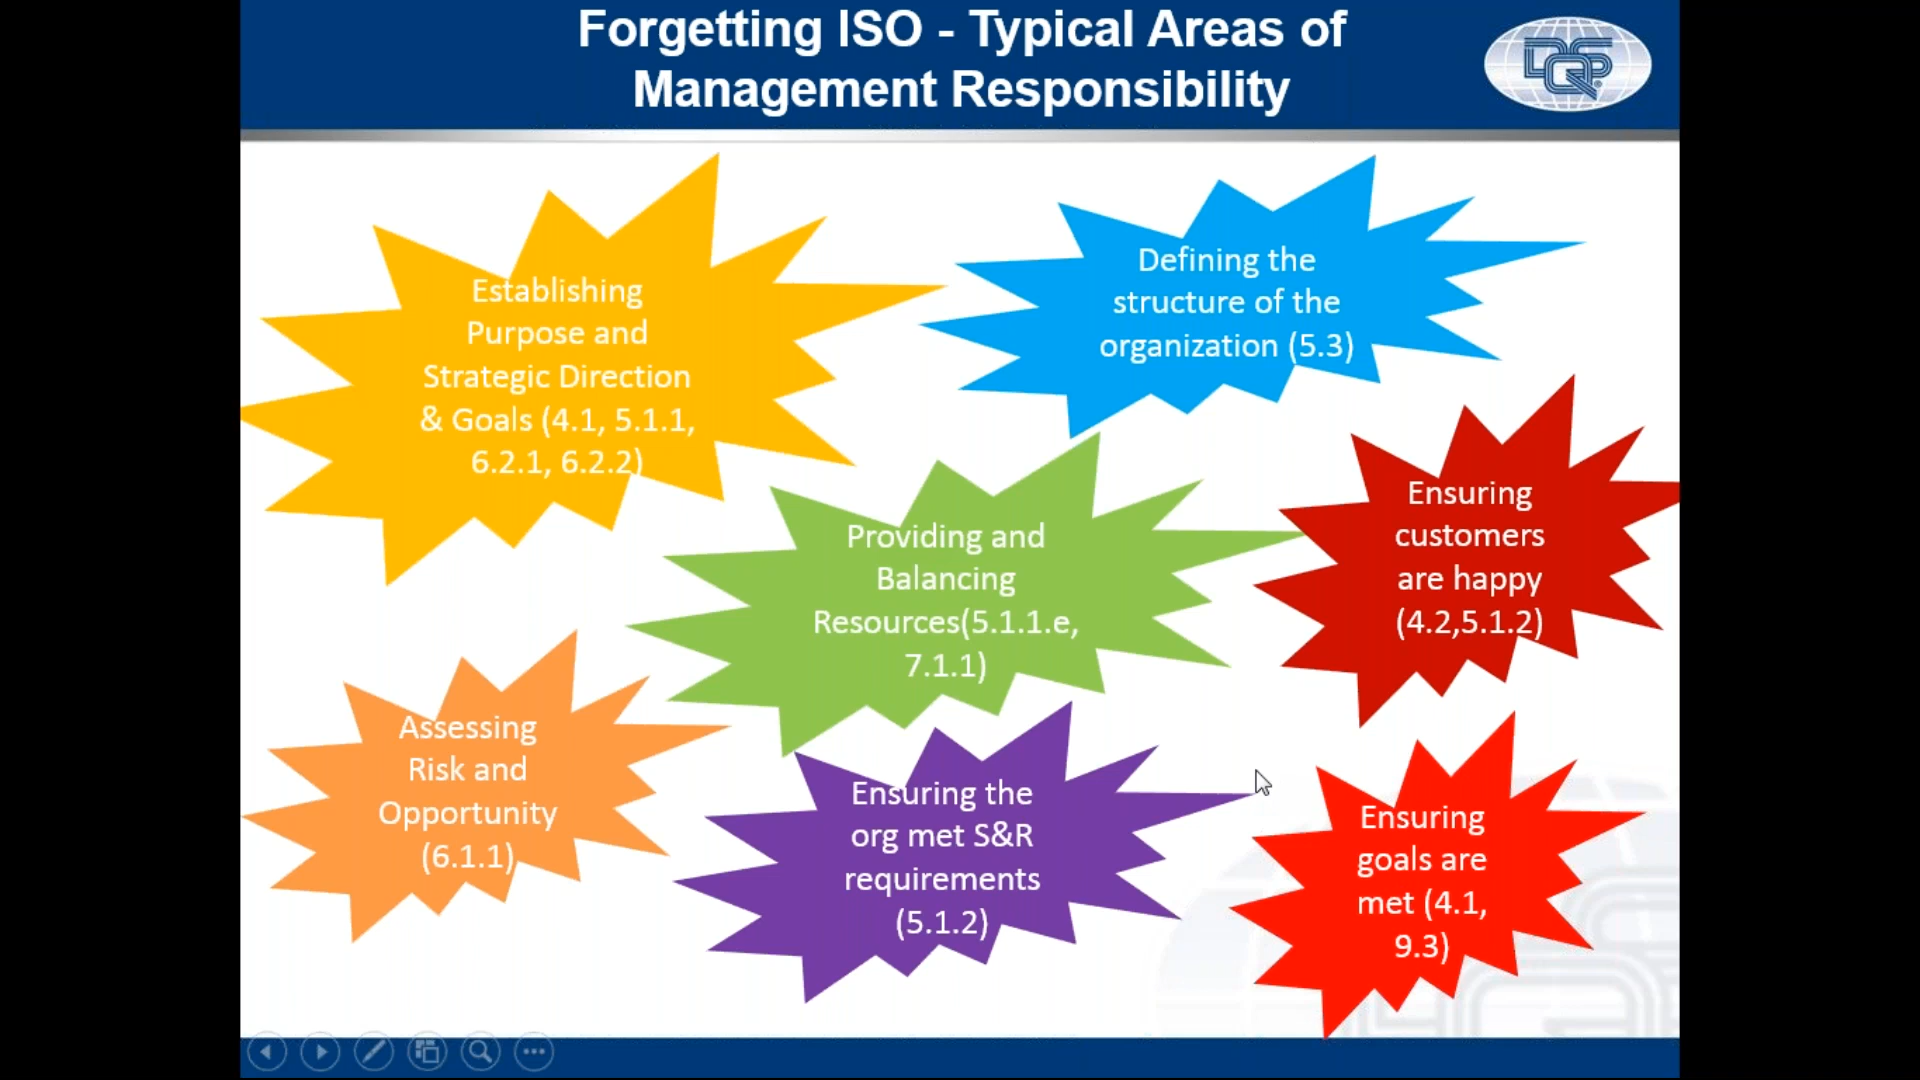 Forgetting ISO - Typical Areas of
Management Responsibility
DQS
Establishing
Purpose and
Strategic Direction
& Goals (4.1, 5.1.1,
6.2.1, 6.2.2)
Defining the
structure of the
organization (5.3)
Providing and
Balancing
Resources(5.1.1.e,
7.1.1)
Ensuring
customers
are happy
(4.2,5.1.2)
Assessing
Risk and
Opportunity
(6.1.1)
Ensuring the
org met S&R
requirements
(5.1.2)
Ensuring
goals are
met (4.1,
9.3)